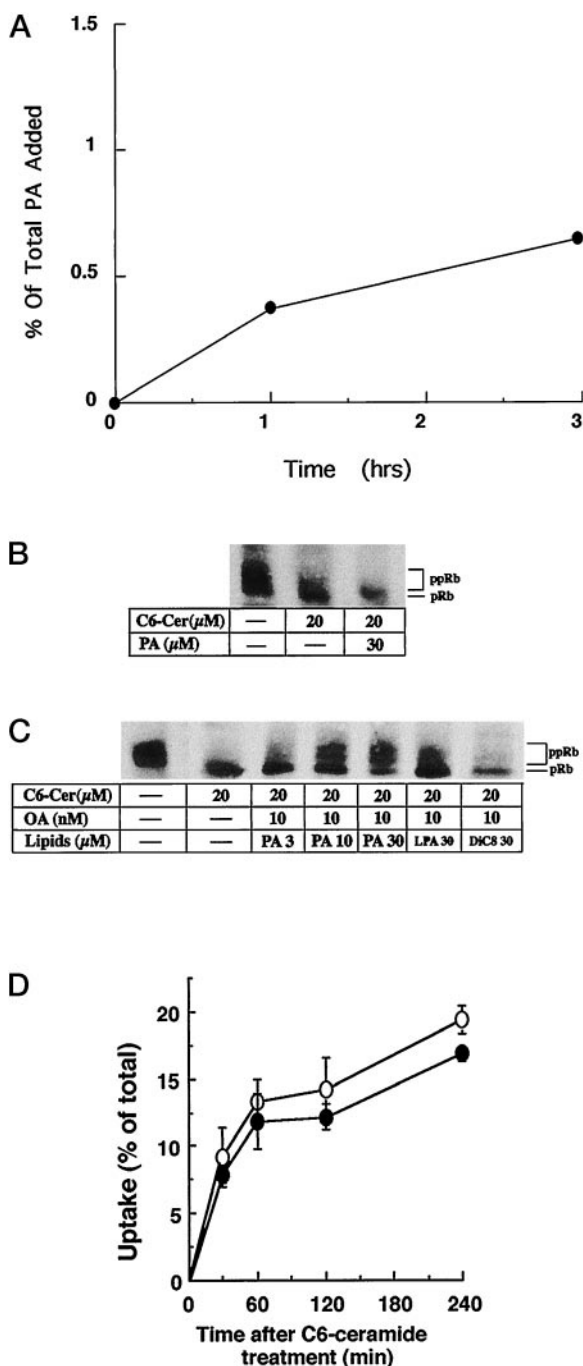 A
% Of Total PA Added
1.5
1
0.5
0
0 1 2 3
Time (hrs)
B
ppRb
pRb
C6-Cer(μM) — 20 20
PA (μM) — — 30
C
ppRb
pRb
C6-Cer(μM) — 20 20 20 20 20 20
OA (nM) — — 10 10 10 10 10
Lipids (μM) — — PA 3 PA 10 PA 30 LPA 30 DiC8 30
D
Uptake (% of total)
20
15
10
5
0
0 60 120 240
Time after C6-ceramide
treatment (min)